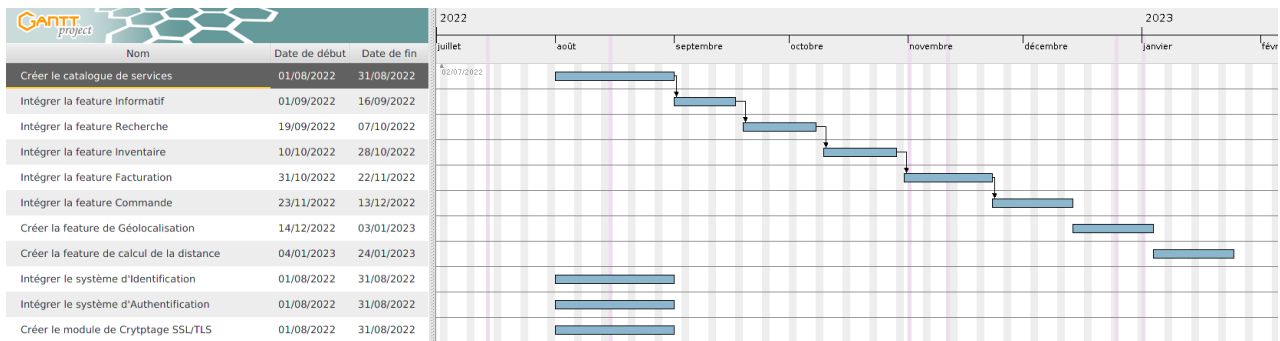 GANTT
project
2022
2023
Nom Date de début Date de fin
juillet août septembre octobre novembre décembre janvier févr
02/07/2022
Créer le catalogue de services 01/08/2022 31/08/2022
Intégrer la feature Informatif 01/09/2022 16/09/2022
Intégrer la feature Recherche 19/09/2022 07/10/2022
Intégrer la feature Inventaire 10/10/2022 28/10/2022
Intégrer la feature Facturation 31/10/2022 22/11/2022
Intégrer la feature Commande 23/11/2022 13/12/2022
Créer la feature de Géolocalisation 14/12/2022 03/01/2023
Créer la feature de calcul de la distance 04/01/2023 24/01/2023
Intégrer le système d'Identification 01/08/2022 31/08/2022
Intégrer le système d'Authentification 01/08/2022 31/08/2022
Créer le module de Crytptage SSL/TLS 01/08/2022 31/08/2022